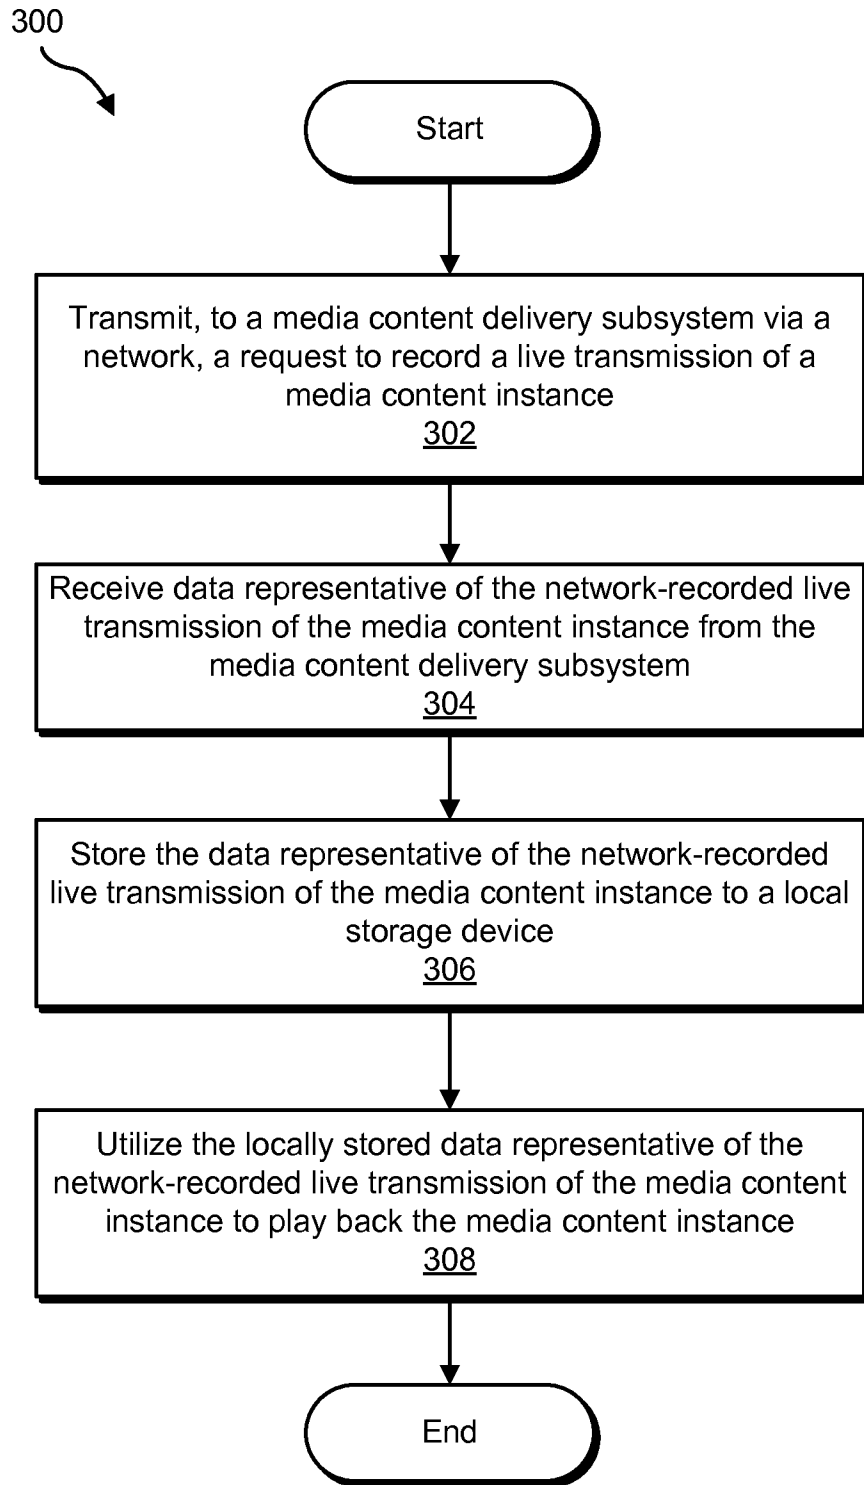 300
Start
Transmit, to a media content delivery subsystem via a
network, a request to record a live transmission of a
media content instance
302
Receive data representative of the network-recorded live
transmission of the media content instance from the
media content delivery subsystem
304
Store the data representative of the network-recorded
live transmission of the media content instance to a local
storage device
306
Utilize the locally stored data representative of the
network-recorded live transmission of the media content
instance to play back the media content instance
308
End